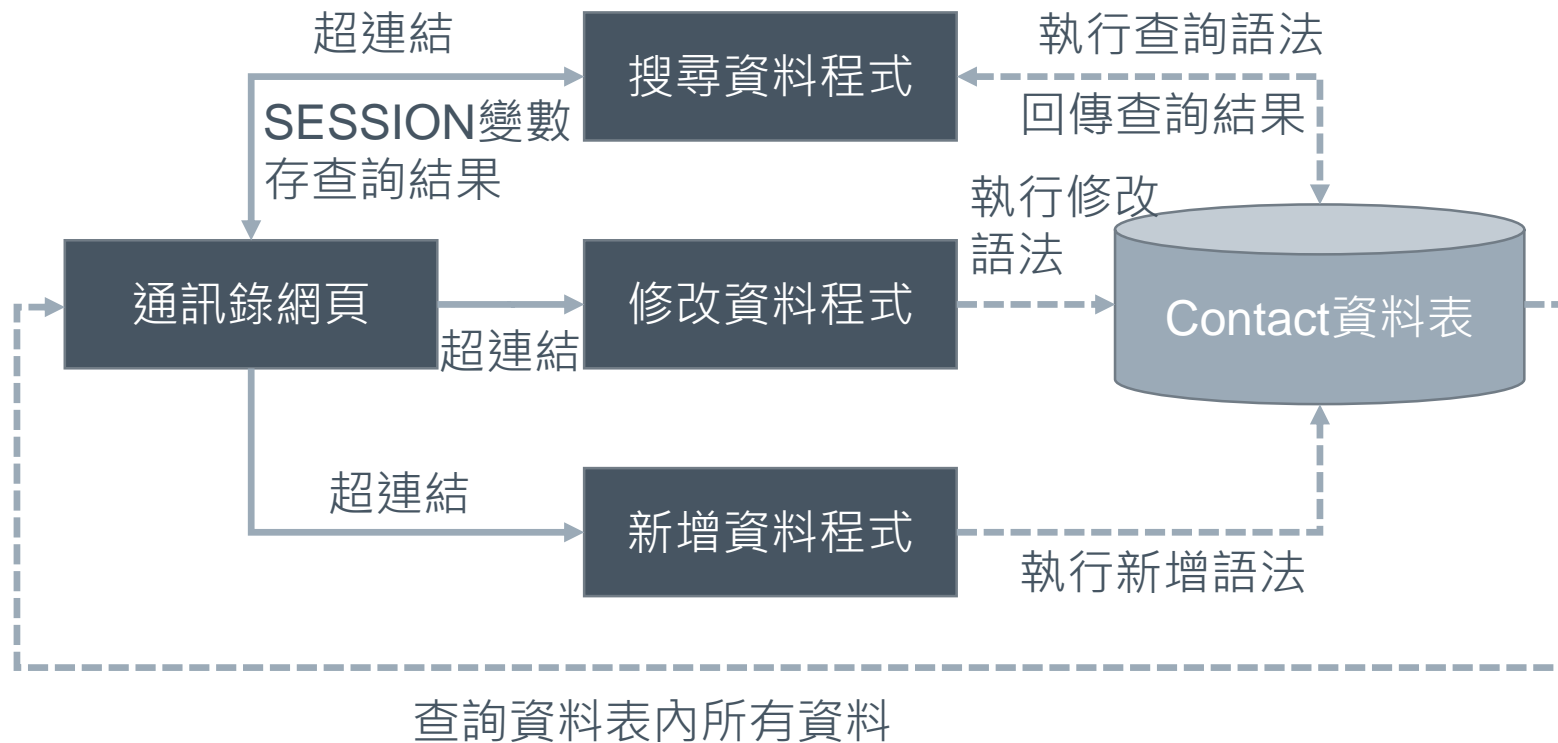 超連結
搜尋資料程式
執行查詢語法
SESSION變數
存查詢結果
回傳查詢結果
執行修改
語法
通訊錄網頁
超連結
修改資料程式
Contact資料表
超連結
新增資料程式
執行新增語法
查詢資料表內所有資料